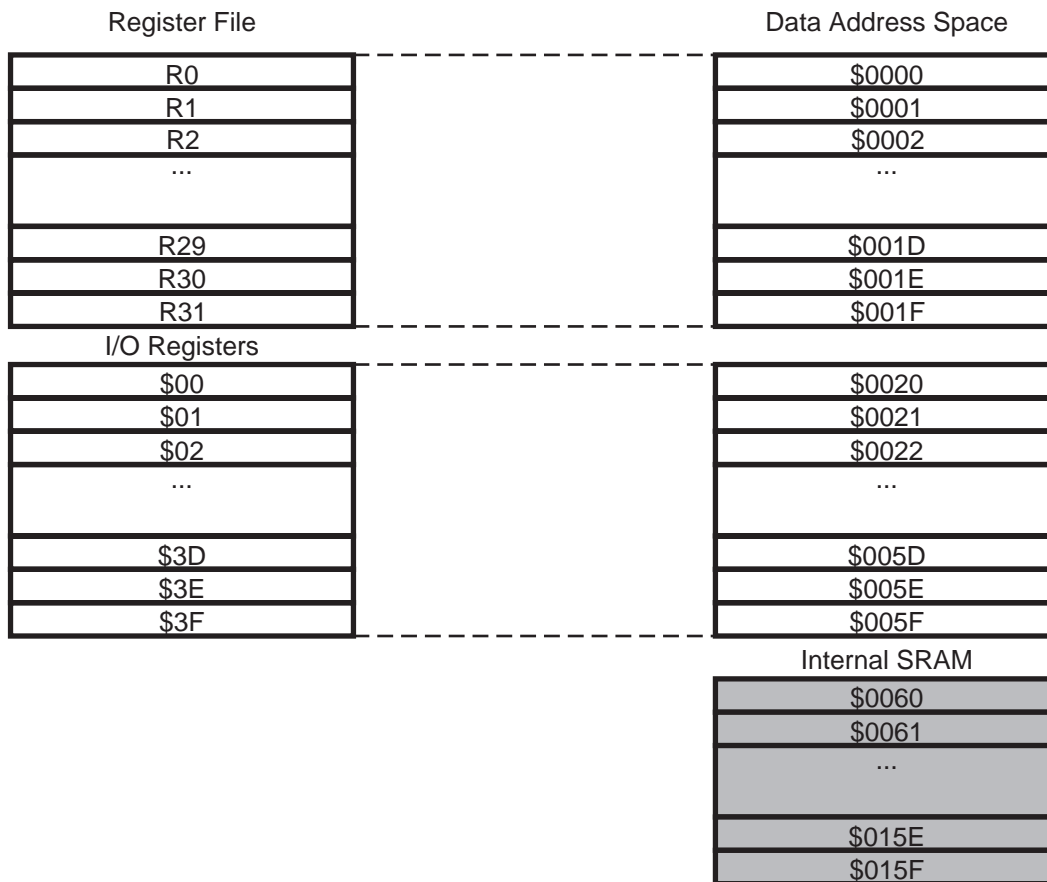 Register File
R0
R1
R2
...
R29
R30
R31
I/O Registers
$00
$01
$02
...
$3D
$3E
$3F
Data Address Space
$0000
$0001
$0002
...
$001D
$001E
$001F
$0020
$0021
$0022
...
$005D
$005E
$005F
Internal SRAM
$0060
$0061
...
$015E
$015F